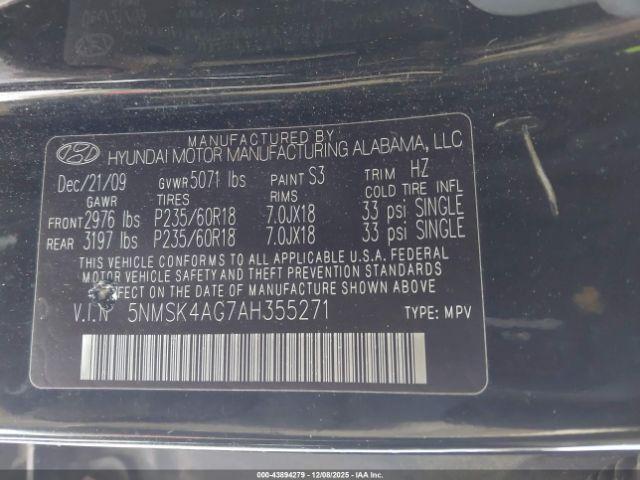 MANUFACTURED BY
HYUNDAI MOTOR MANUFACTURING ALABAMA, LLC
Dec/21/09 GVWR 5071 lbs PAINT S3 TRIM HZ
GAWR TIRES RIMS COLD TIRE INFL
FRONT 2976 lbs P235/60R18 7.0JX18 33 psi SINGLE
REAR 3197 lbs P235/60R18 7.0JX18 33 psi SINGLE
THIS VEHICLE CONFORMS TO ALL APPLICABLE U.S.A. FEDERAL
MOTOR VEHICLE SAFETY AND THEFT PREVENTION STANDARDS
IN EFFECT ON THE DATE OF MANUFACTURE SHOWN ABOVE
V.I.N 5NMSK4AG7AH355271 TYPE: MPV
000-43894279 • 12/08/2025 • ©IAA Inc.